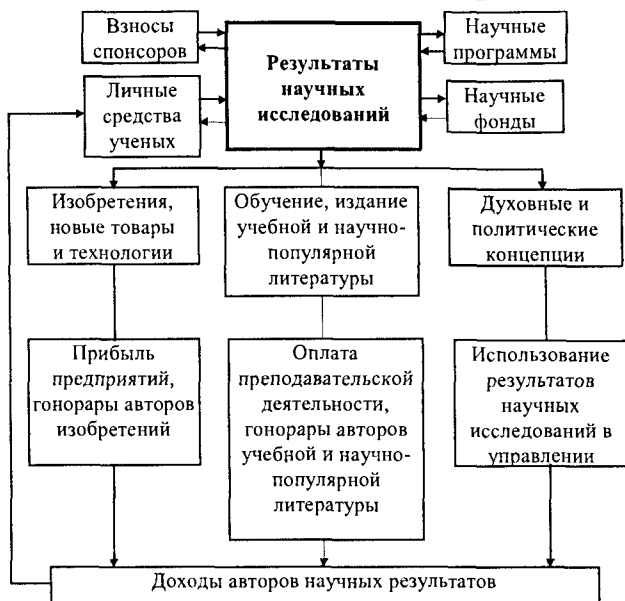 Взносы
спонсоров
Результаты
научных
исследований
Научные
программы
Личные
средства
ученых
Научные
фонды
Изобретения,
новые товары
и технологии
Обучение, издание
учебной и научно-
популярной
литературы
Духовные и
политические
концепции
Прибыль
предприятий,
гонорары авторов
изобретений
Оплата
преподавательской
деятельности,
гонорары авторов
учебной и научно-
популярной
литературы
Использование
результатов
научных
исследований в
управлении
Доходы авторов научных результатов